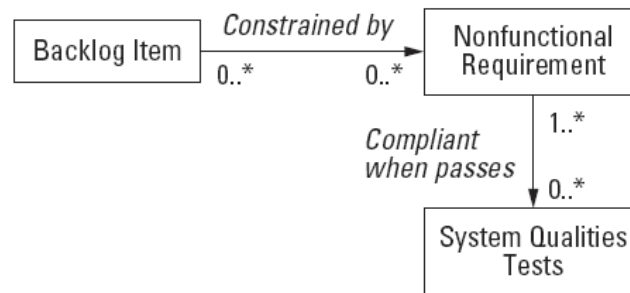 Constrained by
Backlog Item
0..*
0..*
Nonfunctional
Requirement
1..*
Compliant
when passes
0..*
System Qualities
Tests